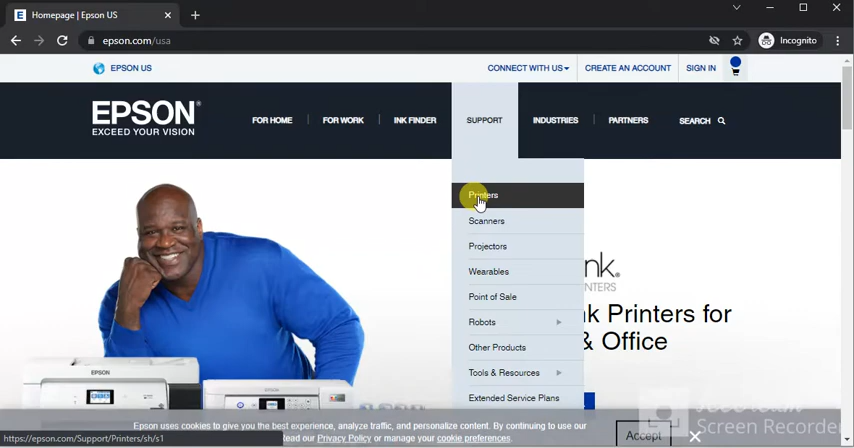 Homepage | Epson US
epson.com/usa
Incognito
EPSON US
CONNECT WITH US
CREATE AN ACCOUNT
SIGN IN
EPSON®
EXCEED YOUR VISION
FOR HOME
FOR WORK
INK FINDER
SUPPORT
INDUSTRIES
PARTNERS
SEARCH
Printers
Scanners
Projectors
Wearables
Point of Sale
Robots
Other Products
Tools & Resources
Extended Service Plans
nk Printers for
& Office
EPSON
Epson uses cookies to give you the best experience, analyze traffic, and personalize content. By continuing to use our
Read our Privacy Policy or manage your cookie preferences.
Accept
https://epson.com/Support/Printers/sh/s1
Screen Recorder